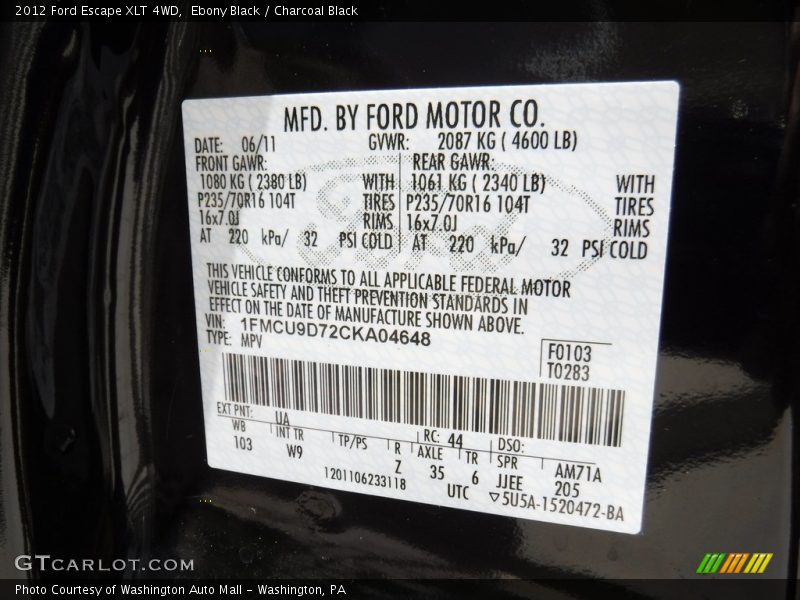 2012 Ford Escape XLT 4WD, Ebony Black / Charcoal Black
MFD. BY FORD MOTOR CO.
DATE: 06/11 GVWR: 2087 KG ( 4600 LB)
FRONT GAWR: REAR GAWR:
1080 KG ( 2380 LB) WITH 1061 KG ( 2340 LB) WITH
P235/70R16 104T TIRES P235/70R16 104T TIRES
16x7.0J RIMS 16x7.0J RIMS
AT 220 kPa/ 32 PSI COLD AT 220 kPa/ 32 PSI COLD
Ford
THIS VEHICLE CONFORMS TO ALL APPLICABLE FEDERAL MOTOR
VEHICLE SAFETY AND THEFT PREVENTION STANDARDS IN
EFFECT ON THE DATE OF MANUFACTURE SHOWN ABOVE.
VIN: 1FMCU9D72CKA04648
TYPE: MPV
F0103
T0283
EXT PNT: UA RC: 44 DSO:
WB INT TR TP/PS R AXLE TR SPR AM71A
103 W9 Z 35 6 JJEE 205
1201106233118 UTC ▽5U5A-1520472-BA
GTCARLOT.COM
Photo Courtesy of Washington Auto Mall - Washington, PA